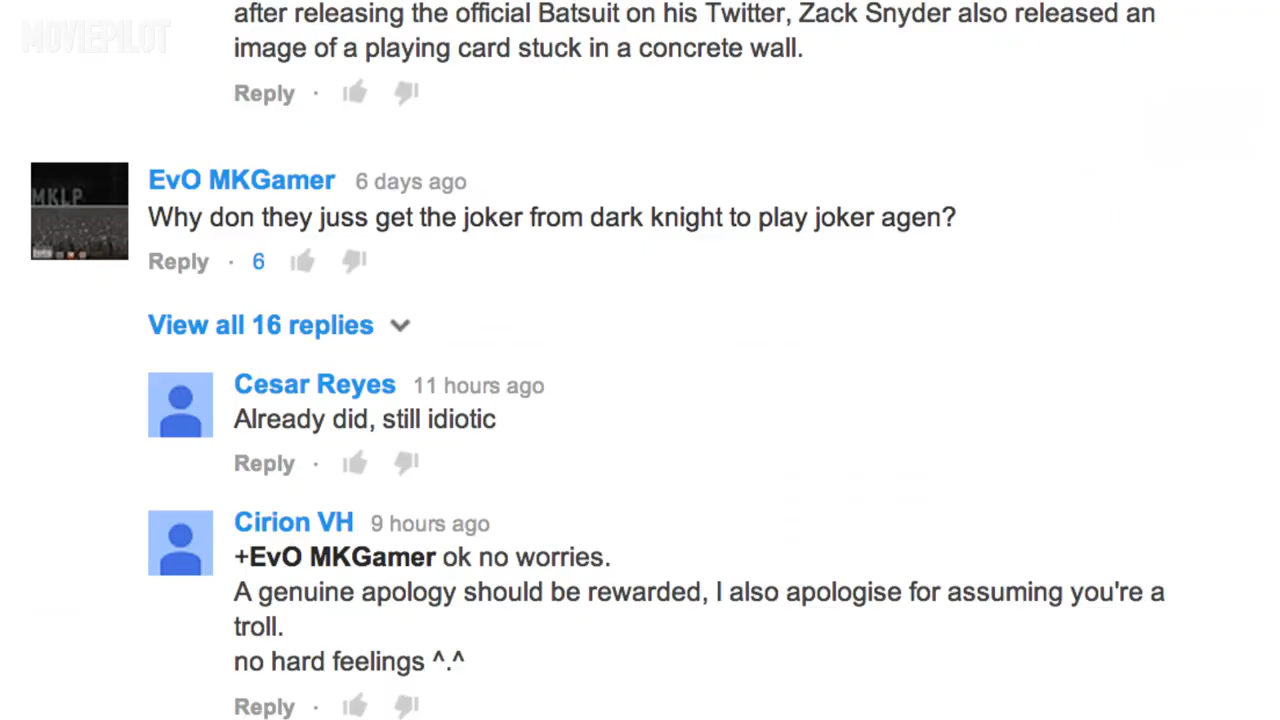 MOVIEPILOT
after releasing the official Batsuit on his Twitter, Zack Snyder also released an
image of a playing card stuck in a concrete wall.
Reply ·
MKLP
EvO MKGamer 6 days ago
Why don they juss get the joker from dark knight to play joker agen?
Reply · 6
View all 16 replies
Cesar Reyes 11 hours ago
Already did, still idiotic
Reply ·
Cirion VH 9 hours ago
+EvO MKGamer ok no worries.
A genuine apology should be rewarded, I also apologise for assuming you're a
troll.
no hard feelings ^.^
Reply ·